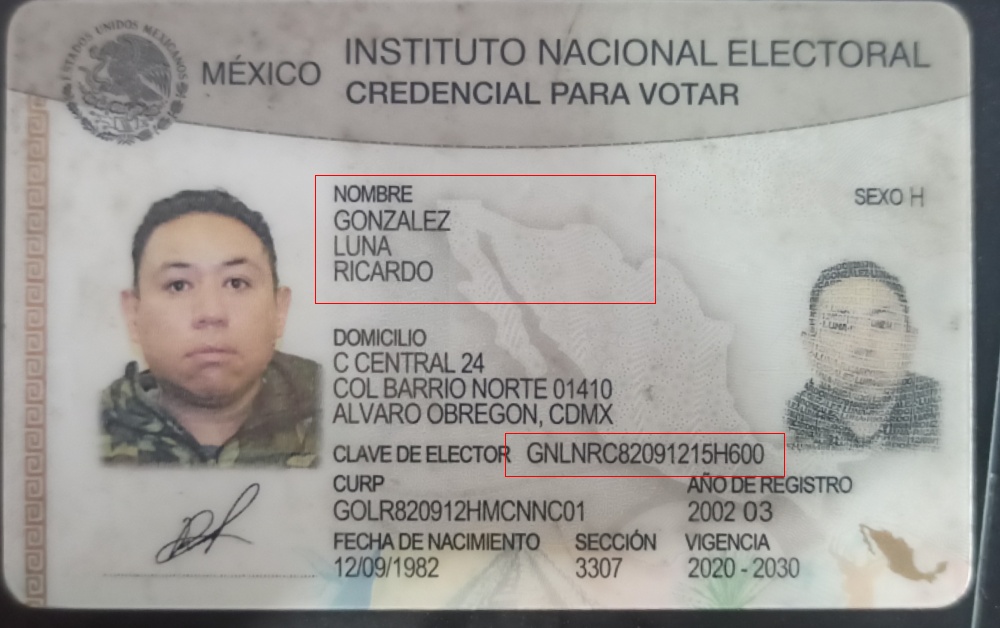 ESTADOS UNIDOS MEXICANOS
MÉXICO
INSTITUTO NACIONAL ELECTORAL
CREDENCIAL PARA VOTAR
NOMBRE
GONZALEZ
LUNA
RICARDO
SEXO H
DOMICILIO
C CENTRAL 24
COL BARRIO NORTE 01410
ALVARO OBREGON, CDMX
CLAVE DE ELECTOR GNLNRC82091215H600
CURP
GOLR820912HMCNNC01
AÑO DE REGISTRO
2002 03
FECHA DE NACIMIENTO
12/09/1982
SECCIÓN
3307
VIGENCIA
2020 - 2030